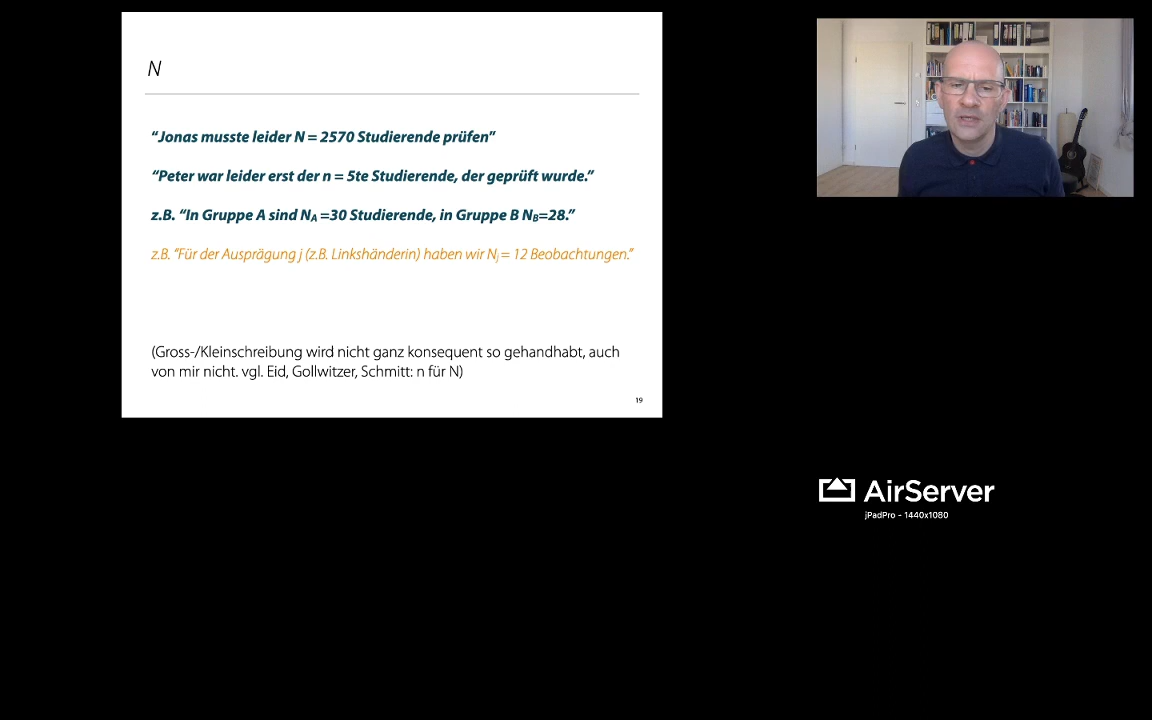 N
“Jonas musste leider N = 2570 Studierende prüfen”
“Peter war leider erst der n = 5te Studierende, der geprüft wurde.”
z.B. “In Gruppe A sind NA =30 Studierende, in Gruppe B NB=28.”
z.B. “Für der Ausprägung j (z.B. Linkshänderin) haben wir Nj = 12 Beobachtungen.”
(Gross-/Kleinschreibung wird nicht ganz konsequent so gehandhabt, auch
von mir nicht. vgl. Eid, Gollwitzer, Schmitt: n für N)
19
AirServer
jPadPro - 1440x1080